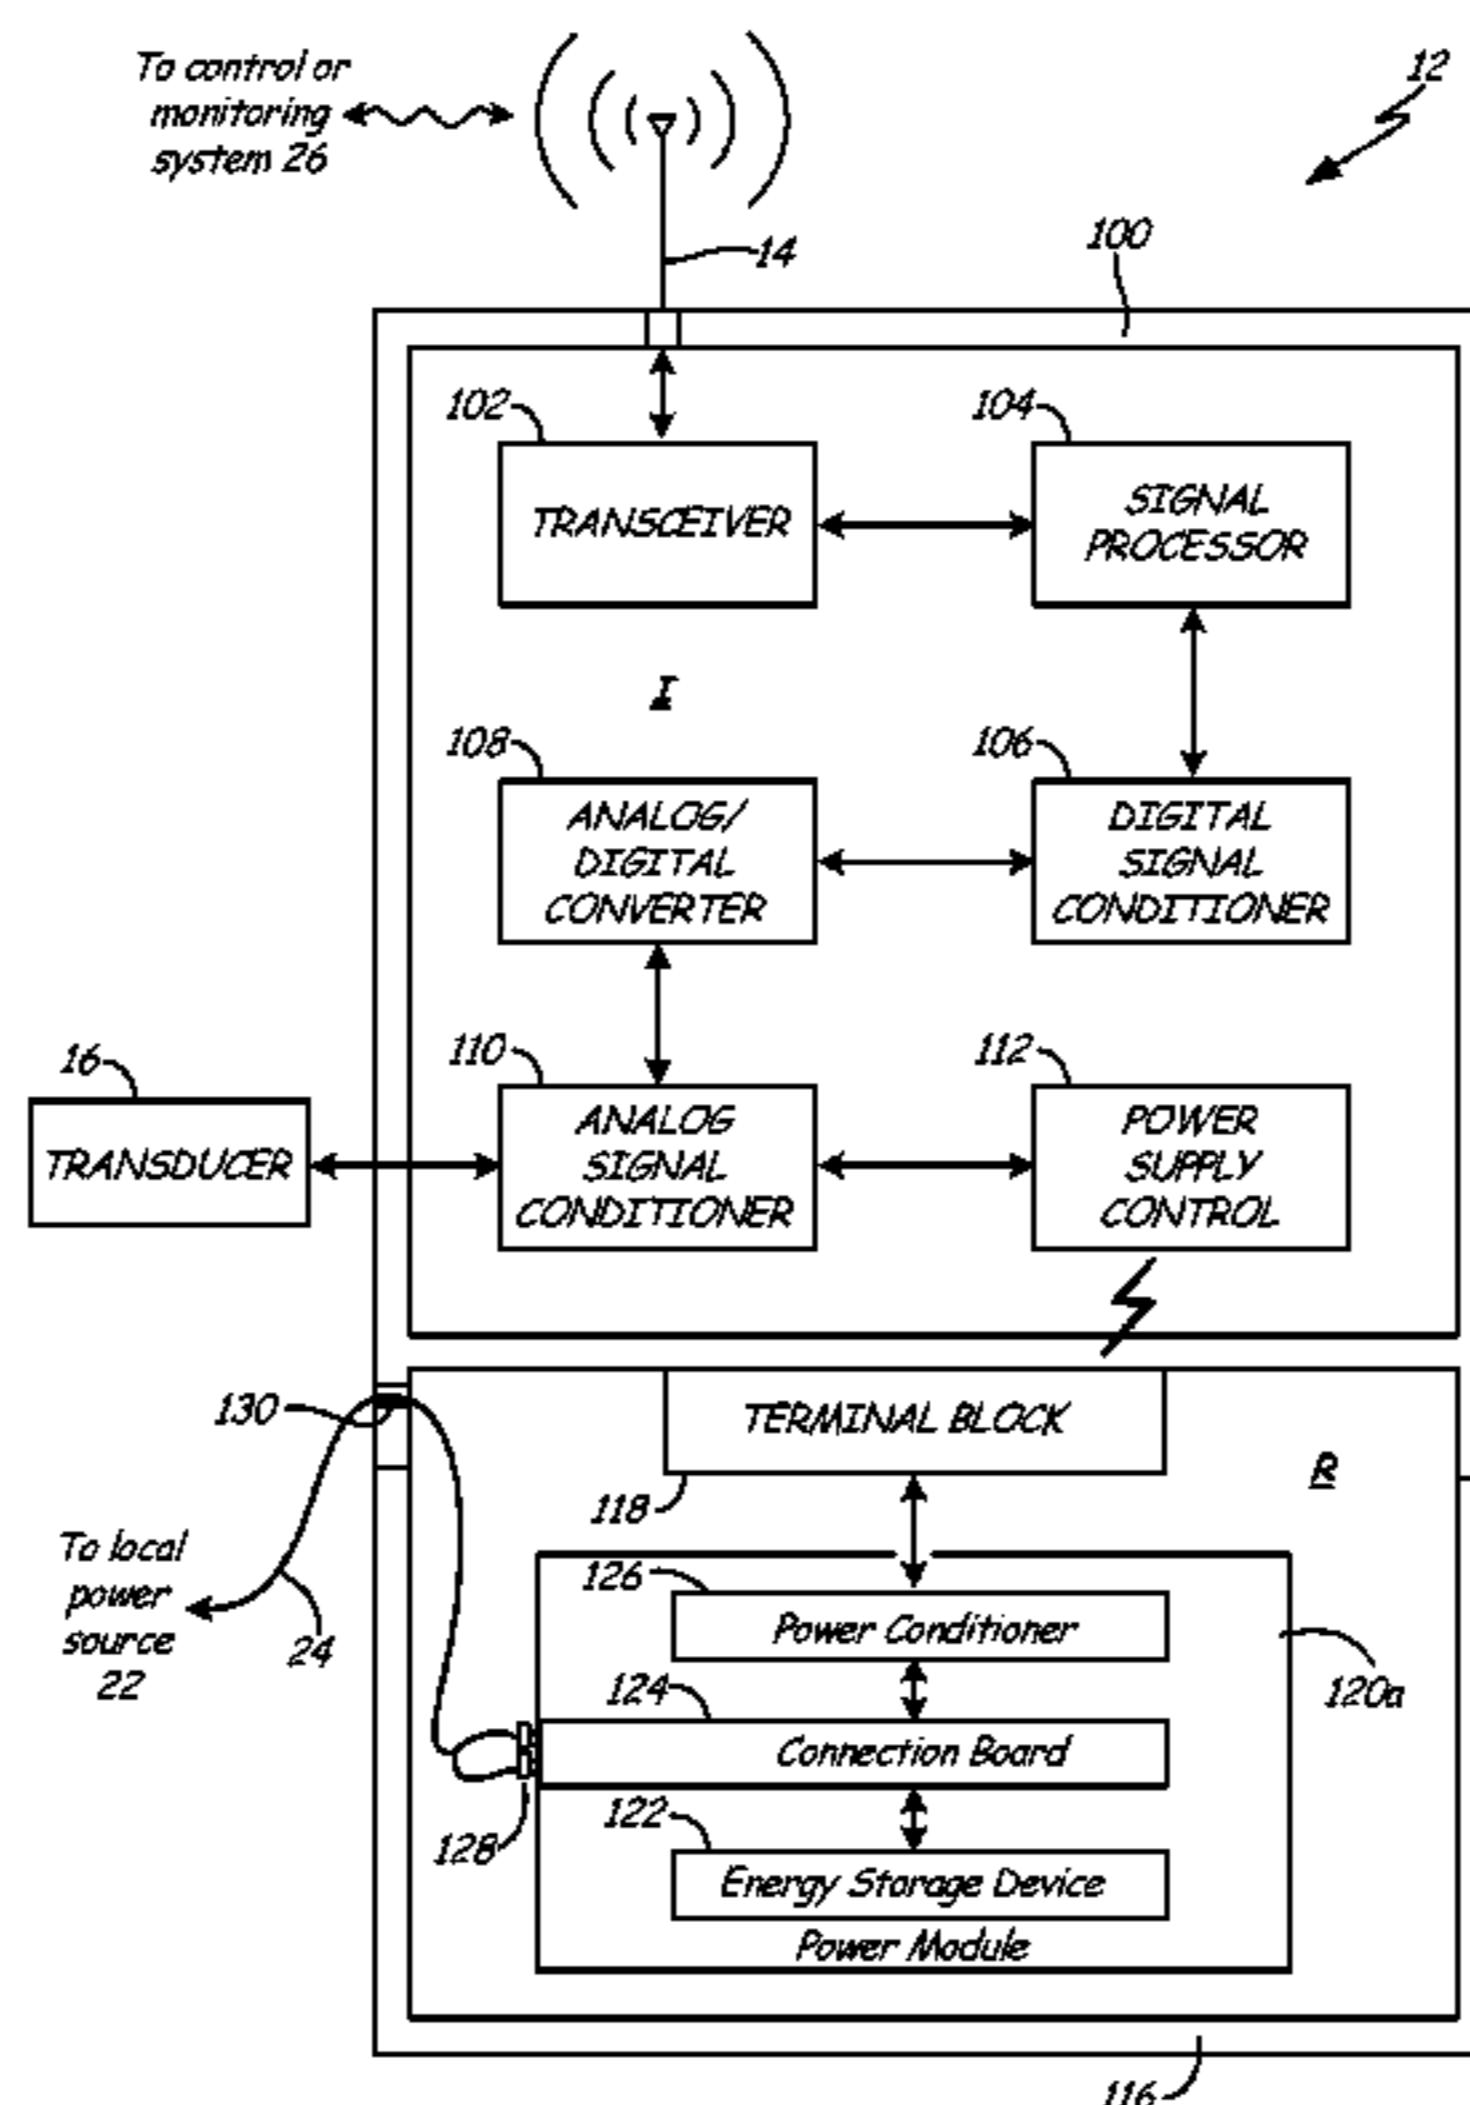 To control or
monitoring
system 26
12
14
100
102
104
TRANSCEIVER
SIGNAL
PROCESSOR
I
108
106
ANALOG/
DIGITAL
CONVERTER
DIGITAL
SIGNAL
CONDITIONER
16
110
112
TRANSDUCER
ANALOG
SIGNAL
CONDITIONER
POWER
SUPPLY
CONTROL
130
TERMINAL BLOCK
R
118
To local
power
source
22
24
126
Power Conditioner
120a
124
Connection Board
128
122
Energy Storage Device
Power Module
116